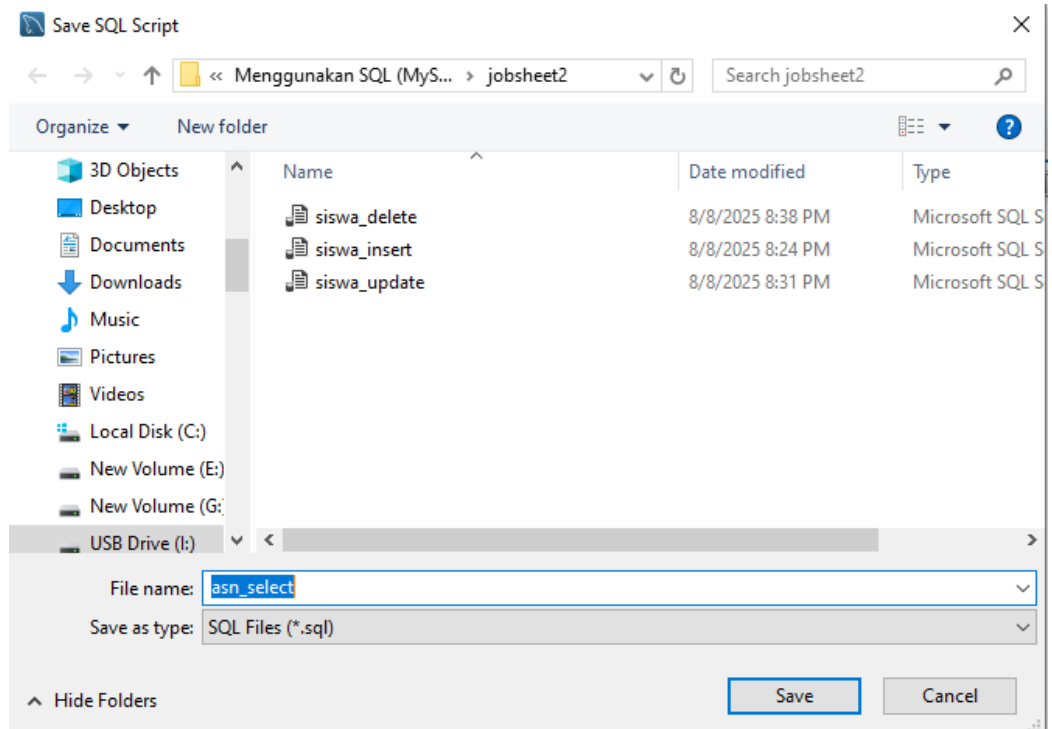 Save SQL Script
« Menggunakan SQL (MyS... › jobsheet2
Search jobsheet2
Organize
New folder
Name
Date modified
Type
3D Objects
Desktop
Documents
Downloads
Music
Pictures
Videos
Local Disk (C:)
New Volume (E:)
New Volume (G:
USB Drive (I:)
siswa_delete 8/8/2025 8:38 PM Microsoft SQL S
siswa_insert 8/8/2025 8:24 PM Microsoft SQL S
siswa_update 8/8/2025 8:31 PM Microsoft SQL S
File name: asn_select
Save as type: SQL Files (*.sql)
Hide Folders
Save
Cancel